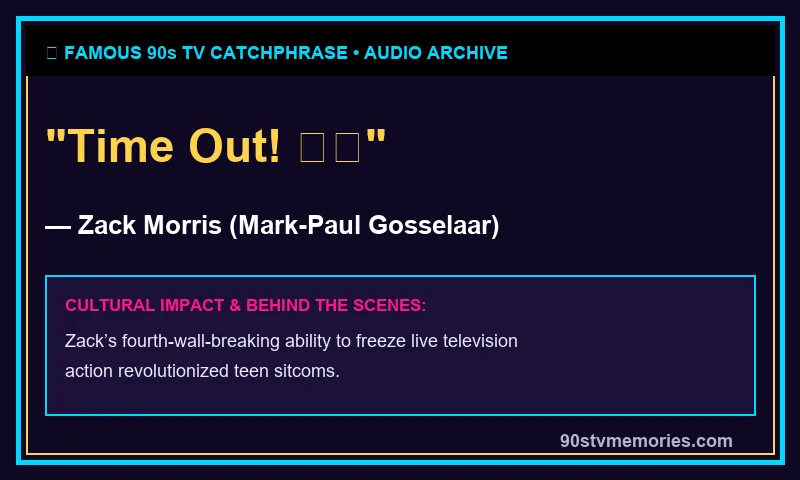 FAMOUS 90s TV CATCHPHRASE • AUDIO ARCHIVE
"Time Out! "
— Zack Morris (Mark-Paul Gosselaar)
CULTURAL IMPACT & BEHIND THE SCENES:
Zack’s fourth-wall-breaking ability to freeze live television
action revolutionized teen sitcoms.
90stvmemories.com